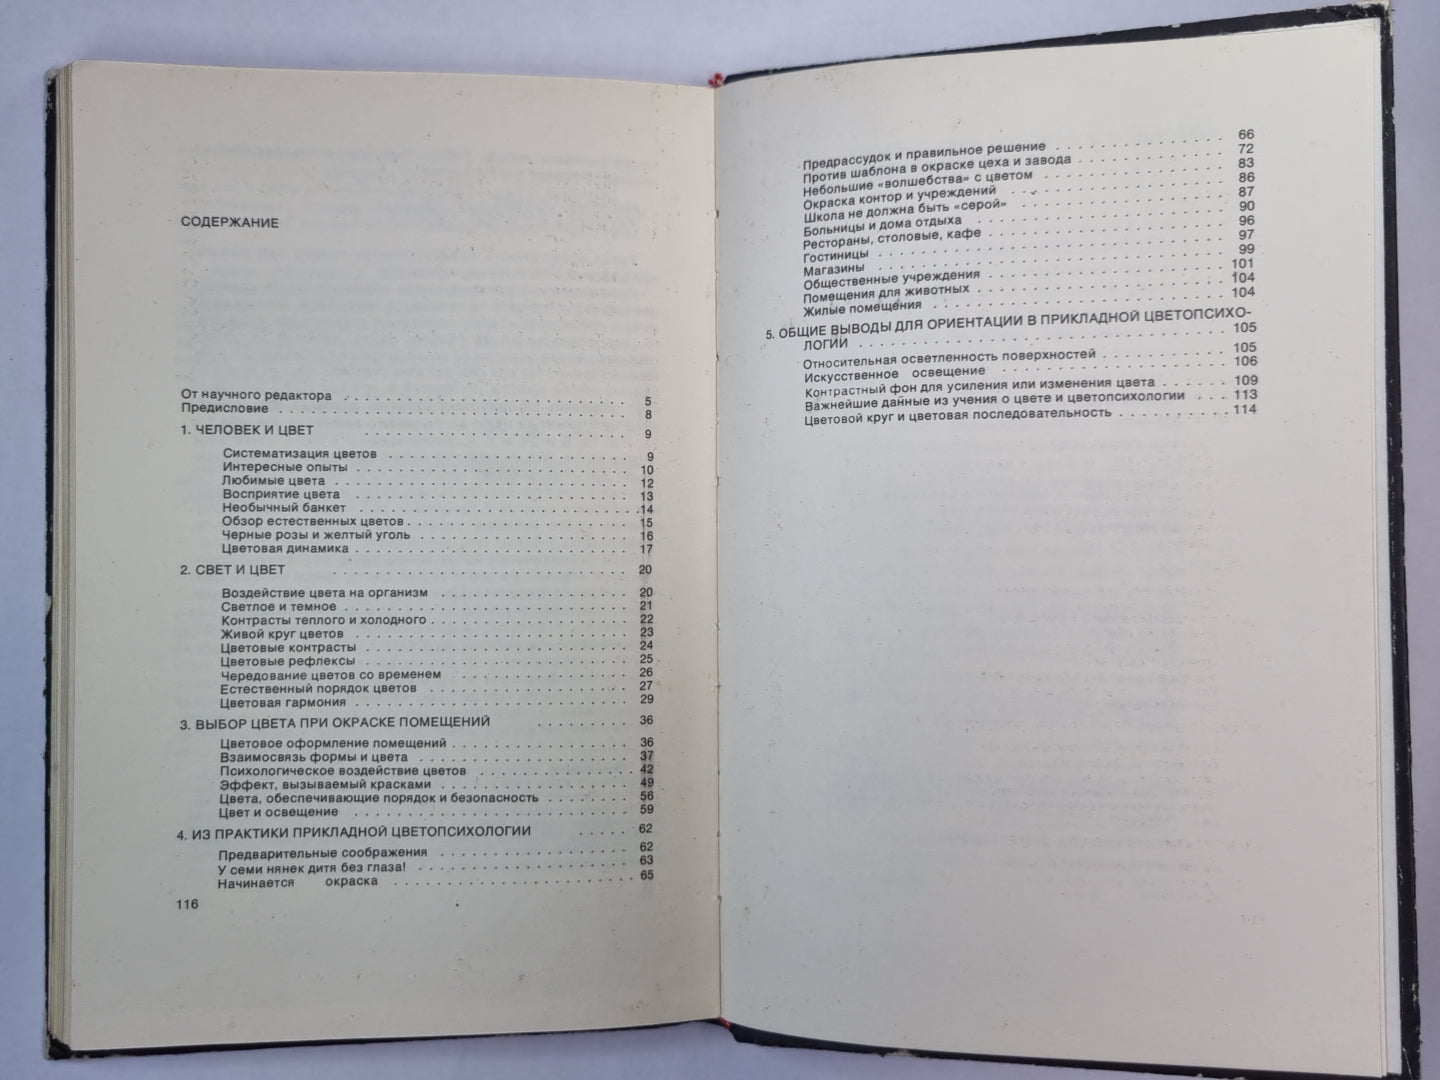 СОДЕРЖАНИЕ
От научного редактора . . . . . . . . . . . . . . . . . . . . 5
Предисловие . . . . . . . . . . . . . . . . . . . . 8
1. ЧЕЛОВЕК И ЦВЕТ . . . . . . . . . . . . . . . . . . . . 9
Систематизация цветов . . . . . . . . . . . . . . . . . . . . 9
Интересные опыты . . . . . . . . . . . . . . . . . . . . 10
Любимые цвета . . . . . . . . . . . . . . . . . . . . 12
Восприятие цвета . . . . . . . . . . . . . . . . . . . . 13
Необычный банкет . . . . . . . . . . . . . . . . . . . . 14
Обзор естественных цветов . . . . . . . . . . . . . . . . . . . . 15
Черные розы и желтый уголь . . . . . . . . . . . . . . . . . . 16
Цветовая динамика . . . . . . . . . . . . . . . . . . . . 17
2. СВЕТ И ЦВЕТ . . . . . . . . . . . . . . . . . . . . 20
Воздействие цвета на организм . . . . . . . . . . . . . . . . 20
Светлое и темное . . . . . . . . . . . . . . . . . . . . 21
Контрасты теплого и холодного . . . . . . . . . . . . . . . . 22
Живой круг цветов . . . . . . . . . . . . . . . . . . . . 23
Цветовые контрасты . . . . . . . . . . . . . . . . . . . . 24
Цветовые рефлексы . . . . . . . . . . . . . . . . . . . . 25
Чередование цветов со временем . . . . . . . . . . . . . . . 26
Естественный порядок цветов . . . . . . . . . . . . . . . . . 27
Цветовая гармония . . . . . . . . . . . . . . . . . . . . 29
3. ВЫБОР ЦВЕТА ПРИ ОКРАСКЕ ПОМЕЩЕНИЙ . . . . . . . 36
Цветовое оформление помещений . . . . . . . . . . . . . . . 36
Взаимосвязь формы и цвета . . . . . . . . . . . . . . . . . 37
Психологическое воздействие цветов . . . . . . . . . . . . . 42
Эффект, вызываемый красками . . . . . . . . . . . . . . . . 49
Цвета, обеспечивающие порядок и безопасность . . . . . . . 56
Цвет и освещение . . . . . . . . . . . . . . . . . . . . 59
4. ИЗ ПРАКТИКИ ПРИКЛАДНОЙ ЦВЕТОПСИХОЛОГИИ . . . . . 62
Предварительные соображения . . . . . . . . . . . . . . . . 62
У семи нянек дитя без глаза! . . . . . . . . . . . . . . . . . 63
Начинается окраска . . . . . . . . . . . . . . . . . . . . 65
116
Предрассудок и правильное решение . . . . . . . . . . . . . 66
Против шаблона в окраске цеха и завода . . . . . . . . . . . 72
Небольшие «волшебства» с цветом . . . . . . . . . . . . . . 83
Окраска контор и учреждений . . . . . . . . . . . . . . . . 86
Школа не должна быть «серой» . . . . . . . . . . . . . . . . 87
Больницы и дома отдыха . . . . . . . . . . . . . . . . . . . 90
Рестораны, столовые, кафе . . . . . . . . . . . . . . . . . . 96
Гостиницы . . . . . . . . . . . . . . . . . . . . 97
Магазины . . . . . . . . . . . . . . . . . . . . 99
Общественные учреждения . . . . . . . . . . . . . . . . . . 101
Помещения для животных . . . . . . . . . . . . . . . . . . . 104
Жилые помещения . . . . . . . . . . . . . . . . . . . . 104
5. ОБЩИЕ ВЫВОДЫ ДЛЯ ОРИЕНТАЦИИ В ПРИКЛАДНОЙ ЦВЕТОПСИХО-
ЛОГИИ . . . . . . . . . . . . . . . . . . . . 105
Относительная осветленность поверхностей . . . . . . . . . . 105
Искусственное освещение . . . . . . . . . . . . . . . . . . . 106
Контрастный фон для усиления или изменения цвета . . . . . . 109
Важнейшие данные из учения о цвете и цветопсихологии . . . 113
Цветовой круг и цветовая последовательность . . . . . . . . . 114